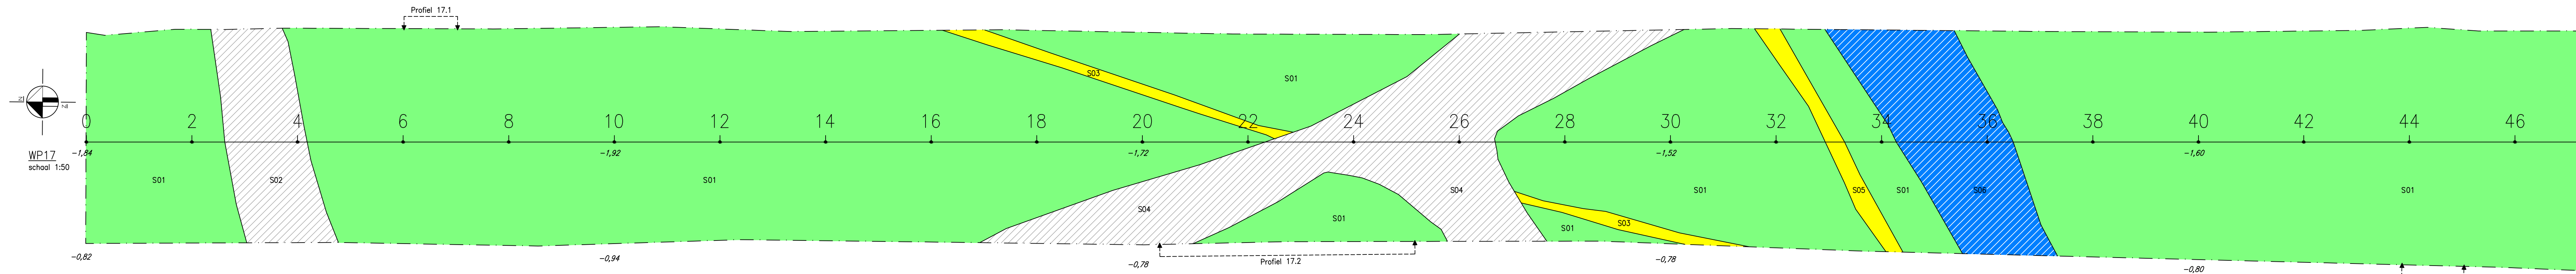 Profiel 17.1
S03
S01
0 2 4 6 8 10 12 14 16 18 20 22 24 26 28 30 32 34 36 38 40 42 44 46
WP17
schaal 1:50
-1,84 -1,92 -1,72 -1,52 -1,60
S01 S02 S01 S04 S04 S01 S05 S01 S06 S01
S01 S01 S03
Profiel 17.2
-0,82 -0,94 -0,78 -0,78 -0,80